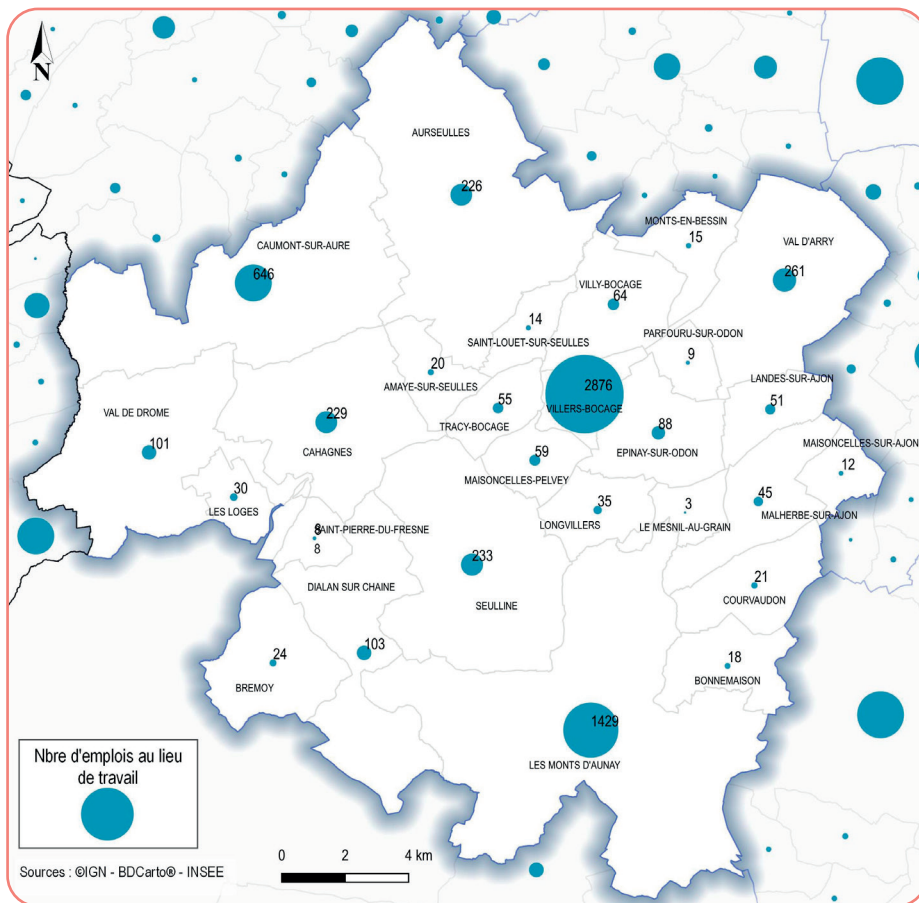 N
AURSEULLES
226
MONTS-EN-BESSIN
15
VAL D'ARRY
261
CAUMONT-SUR-AURE
646
VILLY-BOCAGE
64
14
SAINT-LOUET-SUR-SEULLES
PARFOURU-SUR-ODON
9
20
AMAYE-SUR-SEULLES
2876
VILLERS-BOCAGE
LANDES-SUR-AJON
51
VAL DE DROME
101
229
CAHAGNES
55
TRACY-BOCAGE
88
EPINAY-SUR-ODON
MAISONCELLES-SUR-AJON
12
59
MAISONCELLES-PELVEY
30
LES LOGES
35
LONGVILLERS
3
LE MESNIL-AU-GRAIN
45
MALHERBE-SUR-AJON
8
SAINT-PIERRE-DU-FRESNE
8
233
SEULLINE
DIALAN SUR CHAINE
103
21
COURVAUDON
24
BREMOY
18
BONNEMAISON
1429
LES MONTS D'AUNAY
Nbre d'emplois au lieu
de travail
0 2 4 km
Sources : ©IGN - BDCarto® - INSEE